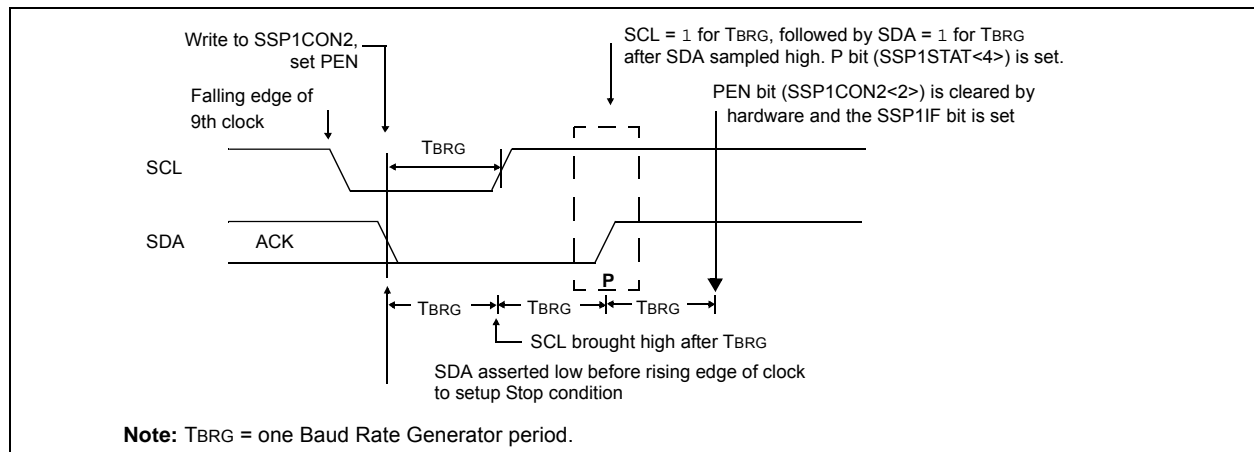 Write to SSP1CON2,
set PEN
SCL = 1 for TBRG, followed by SDA = 1 for TBRG
after SDA sampled high. P bit (SSP1STAT<4>) is set.
Falling edge of
9th clock
PEN bit (SSP1CON2<2>) is cleared by
hardware and the SSP1IF bit is set
TBRG
SCL
SDA
ACK
P
TBRG
TBRG
TBRG
SCL brought high after TBRG
SDA asserted low before rising edge of clock
to setup Stop condition
Note: TBRG = one Baud Rate Generator period.